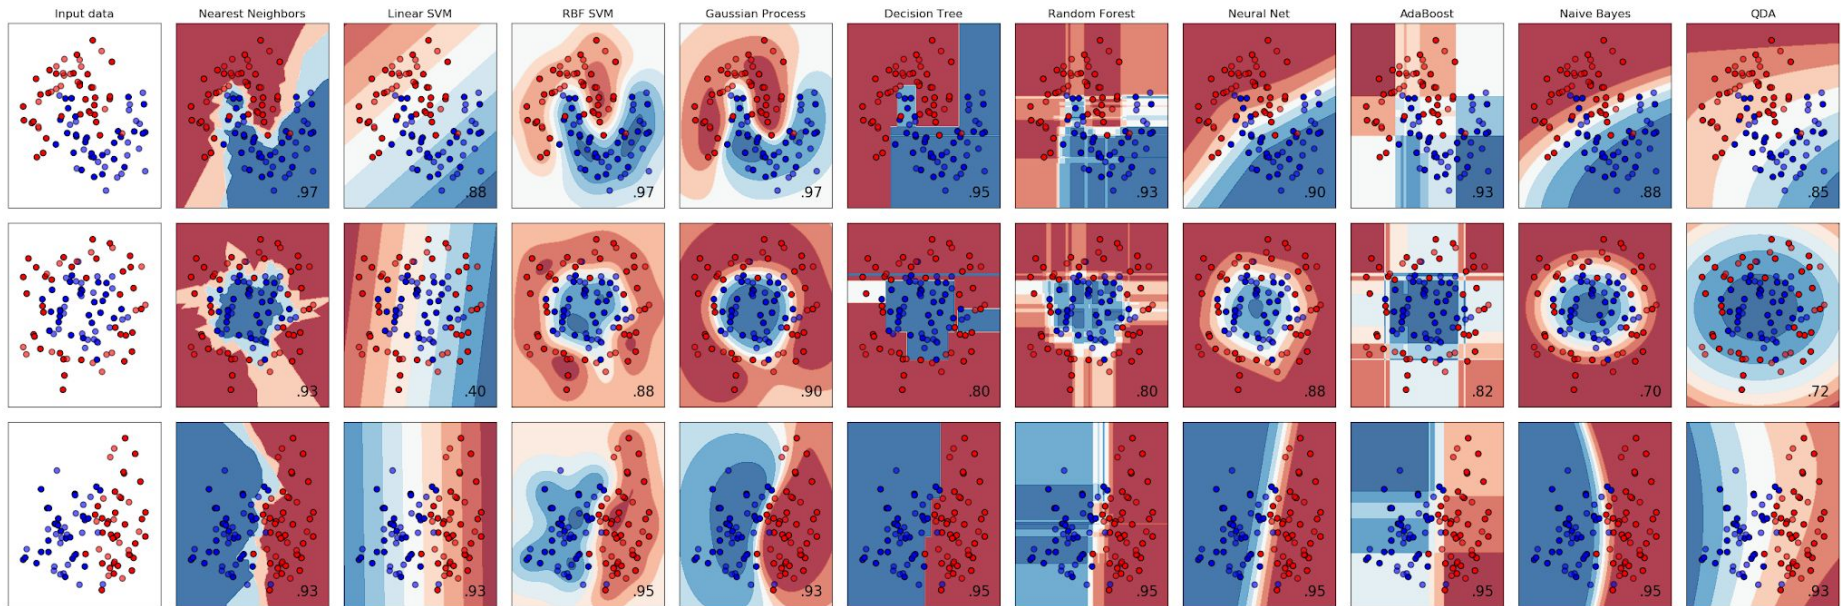 Input data Nearest Neighbors Linear SVM RBF SVM Gaussian Process Decision Tree Random Forest Neural Net AdaBoost Naive Bayes QDA
.97 .88 .97 .97 .95 .93 .90 .93 .88 .85
.93 .40 .88 .90 .80 .80 .88 .82 .70 .72
.93 .93 .95 .93 .95 .95 .95 .95 .95 .93